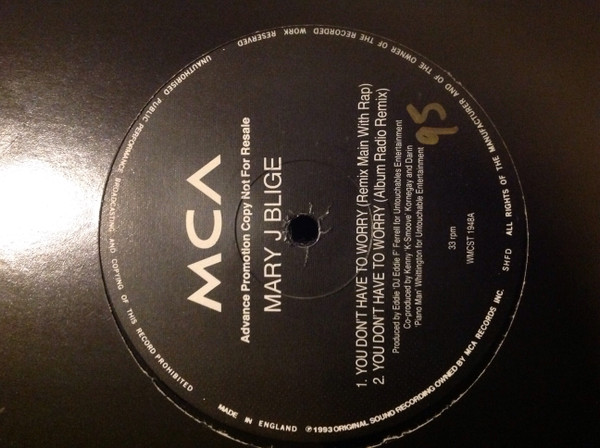 MCA
Advance Promotion Copy Not For Resale
MARY J BLIGE
1. YOU DON'T HAVE TO WORRY (Remix Main With Rap)
2. YOU DON'T HAVE TO WORRY (Album Radio Remix)
Produced by Eddie 'DJ Eddie F' Ferrell for Untouchables Entertainment
Co-produced by Kenny 'K-Smoove' Kornegay and Darin
'Piano Man' Whittington for Untouchable Entertainment
95
33 rpm
WMCST 1948A
SHFD ALL RIGHTS OF THE MANUFACTURER AND OF THE OWNER OF THE RECORDED WORK RESERVED
UNAUTHORISED PUBLIC PERFORMANCE BROADCASTING AND COPYING OF THIS RECORD PROHIBITED
MADE IN ENGLAND ℗1993 ORIGINAL SOUND RECORDING OWNED BY MCA RECORDS INC.